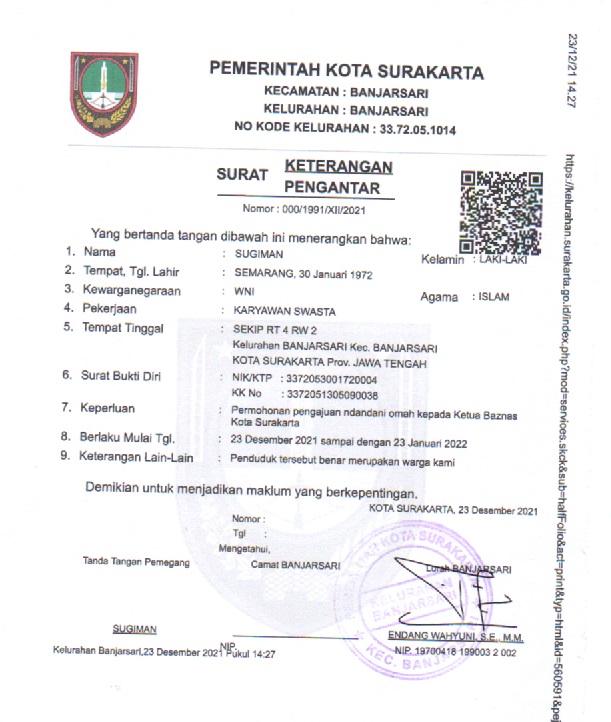 PEMERINTAH KOTA SURAKARTA
KECAMATAN : BANJARSARI
KELURAHAN : BANJARSARI
NO KODE KELURAHAN : 33.72.05.1014
SURAT KETERANGAN
PENGANTAR
Nomor : 000/1991/XII/2021
Yang bertanda tangan dibawah ini menerangkan bahwa:
1. Nama : SUGIMAN Kelamin : LAKI-LAKI
2. Tempat, Tgl. Lahir : SEMARANG, 30 Januari 1972
3. Kewarganegaraan : WNI Agama : ISLAM
4. Pekerjaan : KARYAWAN SWASTA
5. Tempat Tinggal : SEKIP RT 4 RW 2
Kelurahan BANJARSARI Kec. BANJARSARI
KOTA SURAKARTA Prov. JAWA TENGAH
6. Surat Bukti Diri : NIK/KTP : 3372053001720004
KK No : 3372051305090038
7. Keperluan : Permohonan pengajuan ndandani omah kepada Ketua Baznas
Kota Surakarta
8. Berlaku Mulai Tgl. : 23 Desember 2021 sampai dengan 23 Januari 2022
9. Keterangan Lain-Lain : Penduduk tersebut benar merupakan warga kami
Demikian untuk menjadikan maklum yang berkepentingan.
KOTA SURAKARTA, 23 Desember 2021
Nomor :
Tgl :
Mengetahui,
Tanda Tangan Pemegang Camat BANJARSARI Lurah BANJARSARI
KOTA SURAKARTA
KELURAHAN
BANJARSARI
KEC. BANJARSARI
SUGIMAN ENDANG WAHYUNI, S.E., M.M.
NIP. NIP. 19700418 199003 2 002
Kelurahan Banjarsari,23 Desember 2021 Pukul 14:27
23/12/21 14.27
https://kelurahan.surakarta.go.id/index.php?mod=services.skck&sub=halfFolio&act=print&typ=html&id=560591&pej